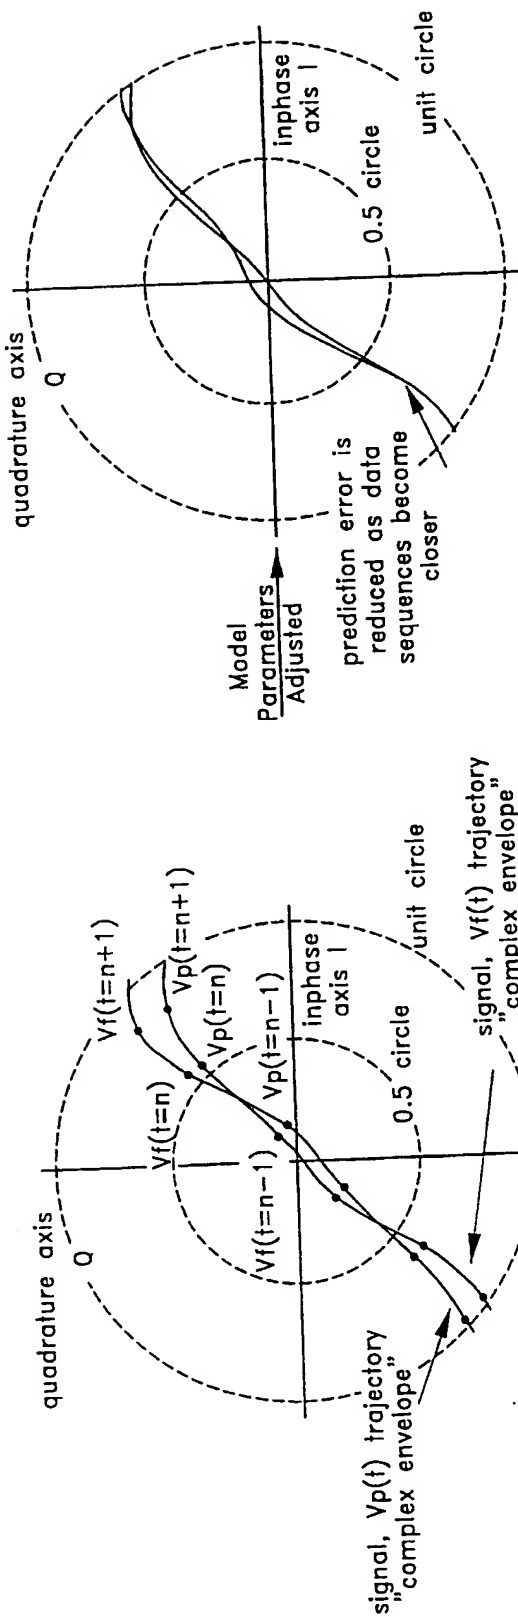 quadrature axis
Q
Vf(t=n+1)
Vp(t=n+1)
Vf(t=n)
Vp(t=n)
Vf(t=n-1)
Vp(t=n-1)
inphase
axis I
0.5 circle
unit circle
signal, Vp(t) trajectory
"complex envelope"
signal, Vf(t) trajectory
"complex envelope"
Model
Parameters
Adjusted
quadrature axis
Q
inphase
axis I
0.5 circle
unit circle
prediction error is
reduced as data
sequences become
closer